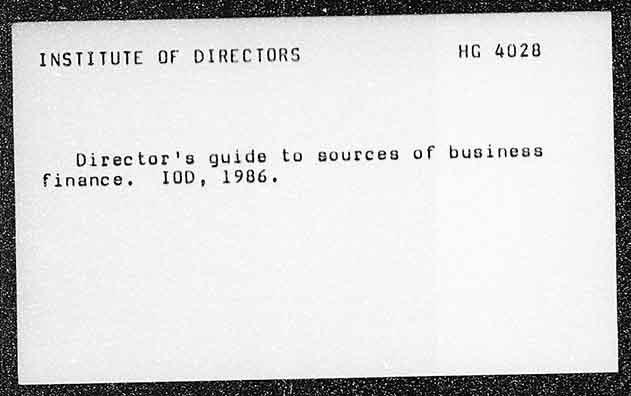 INSTITUTE OF DIRECTORS HG 4028
Director's guide to sources of business
finance. IOD, 1986.